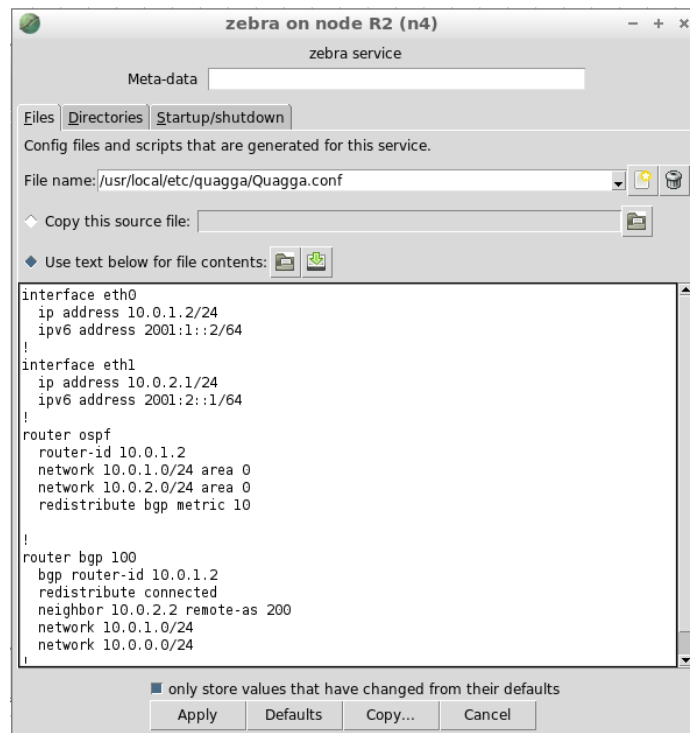 zebra on node R2 (n4)
zebra service
Meta-data
Files Directories Startup/shutdown
Config files and scripts that are generated for this service.
File name: /usr/local/etc/quagga/Quagga.conf
Copy this source file:
Use text below for file contents:
interface eth0
  ip address 10.0.1.2/24
  ipv6 address 2001:1::2/64
!
interface eth1
  ip address 10.0.2.1/24
  ipv6 address 2001:2::1/64
!
router ospf
  router-id 10.0.1.2
  network 10.0.1.0/24 area 0
  network 10.0.2.0/24 area 0
  redistribute bgp metric 10
!
router bgp 100
  bgp router-id 10.0.1.2
  redistribute connected
  neighbor 10.0.2.2 remote-as 200
  network 10.0.1.0/24
  network 10.0.0.0/24
!
only store values that have changed from their defaults
Apply Defaults Copy... Cancel